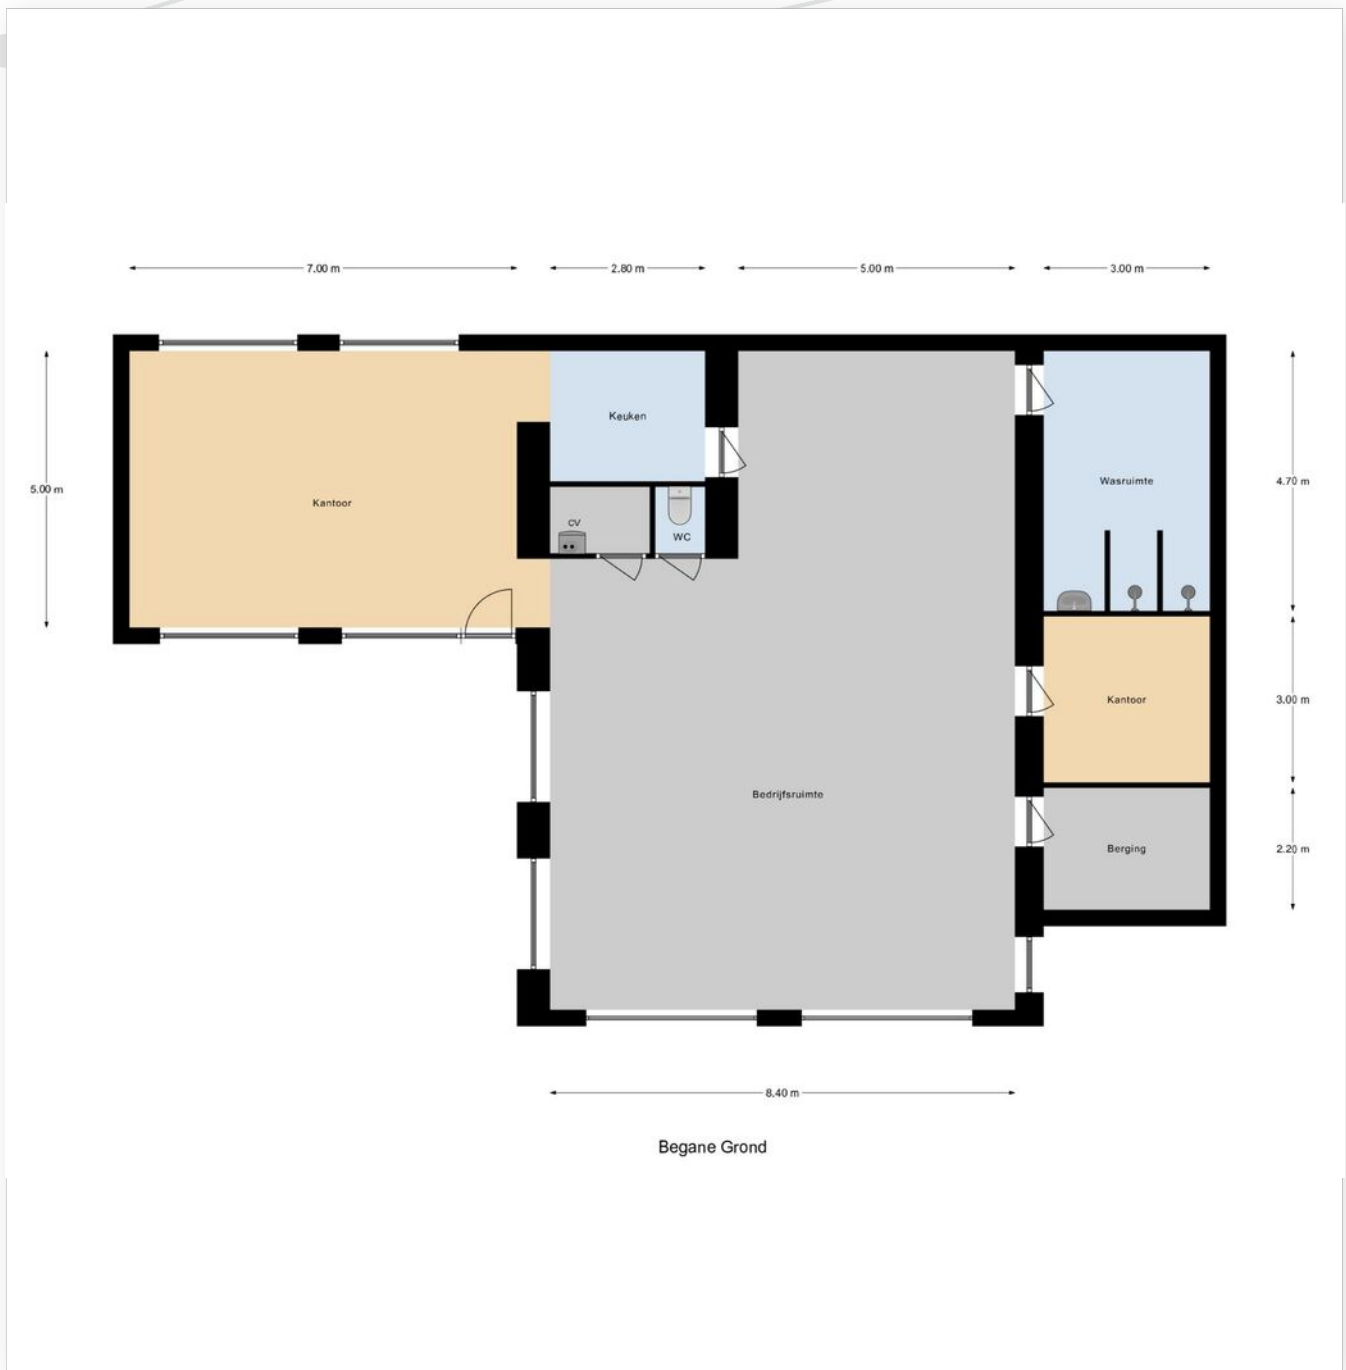 7.00 m
2.80 m
5.00 m
3.00 m
Keuken
5.00 m
Kantoor
CV
WC
Wasruimte
4.70 m
Kantoor
3.00 m
Bedrijfsruimte
Berging
2.20 m
8.40 m
Begane Grond